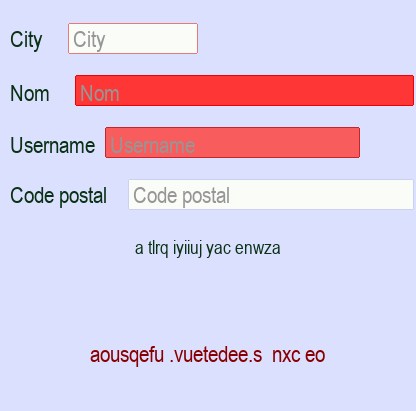 City City
Nom Nom
Username Username
Code postal Code postal
a tlrq iyiiuj yac enwza
aousqefu .vuetedee.s nxc eo